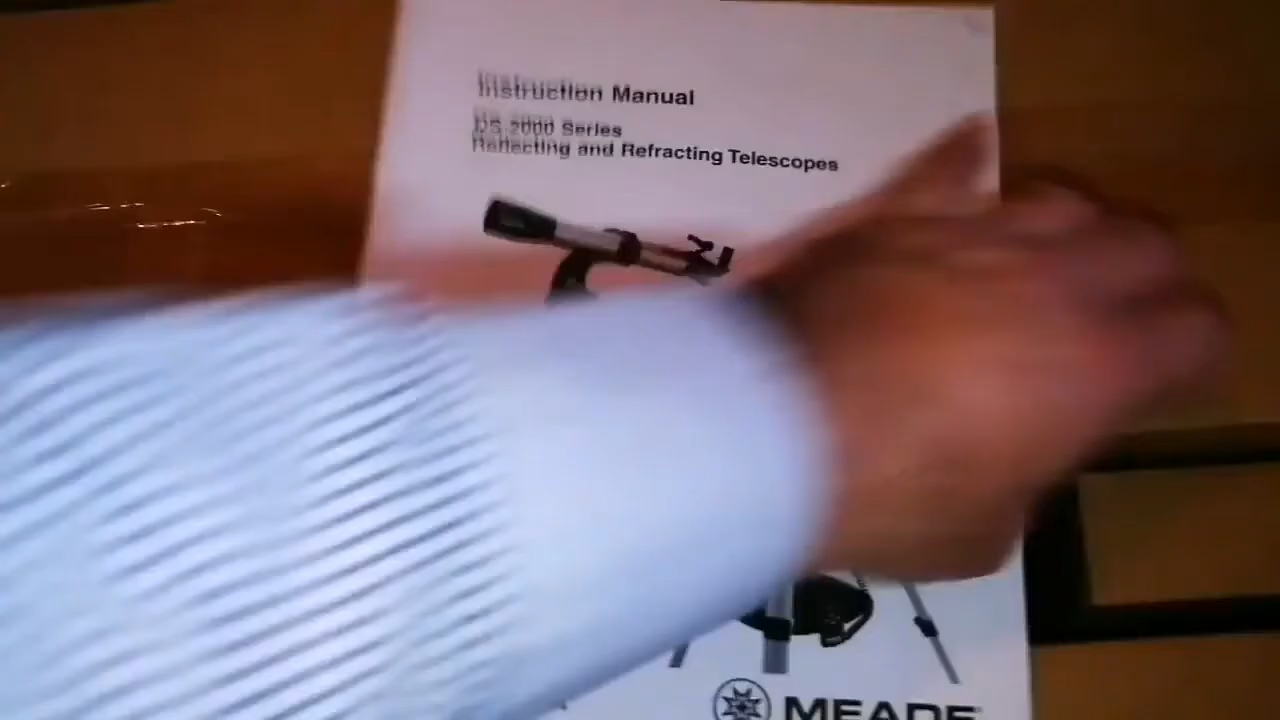 Instruction Manual
DS-2000 Series
Reflecting and Refracting Telescopes
MEADE